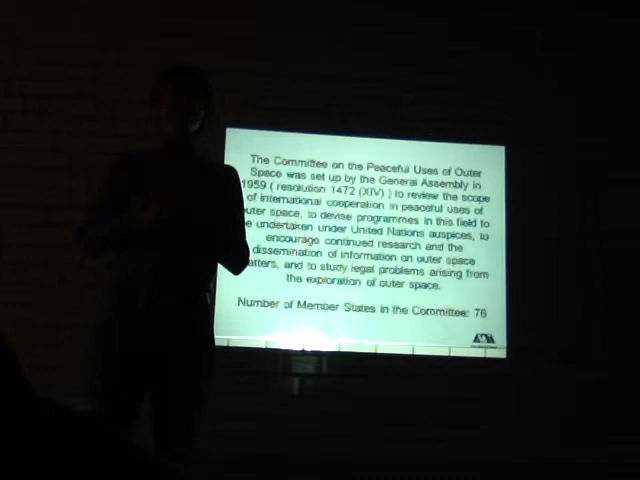 The Committee on the Peaceful Uses of Outer
Space was set up by the General Assembly in
1959 ( resolution 1472 (XIV) ) to review the scope
of international cooperation in peaceful uses of
outer space, to devise programmes in this field to
be undertaken under United Nations auspices, to
encourage continued research and the
dissemination of information on outer space
matters, and to study legal problems arising from
the exploration of outer space.
Number of Member States in the Committee: 76